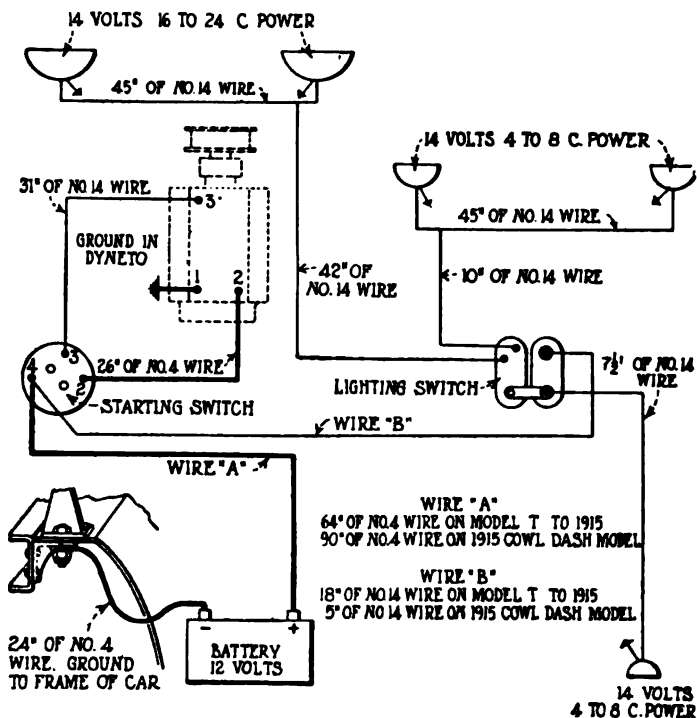 14 VOLTS 16 TO 24 C POWER
45" OF NO. 14 WIRE
14 VOLTS 4 TO 8 C. POWER
31" OF NO. 14 WIRE
3
45" OF NO. 14 WIRE
GROUND IN
DYNETO
1
2
42" OF
NO. 14 WIRE
10" OF NO. 14 WIRE
3
4
2
26" OF NO. 4 WIRE
STARTING SWITCH
LIGHTING SWITCH
7½' OF NO. 14
WIRE
WIRE "B"
WIRE "A"
WIRE "A"
64" OF NO. 4 WIRE ON MODEL T TO 1915
90" OF NO. 4 WIRE ON 1915 COWL DASH MODEL
WIRE "B"
18" OF NO 14 WIRE ON MODEL T TO 1915
5" OF NO 14 WIRE ON 1915 COWL DASH MODEL
24" OF NO. 4
WIRE. GROUND
TO FRAME OF CAR
- +
BATTERY
12 VOLTS
14 VOLTS
4 TO 8 C. POWER